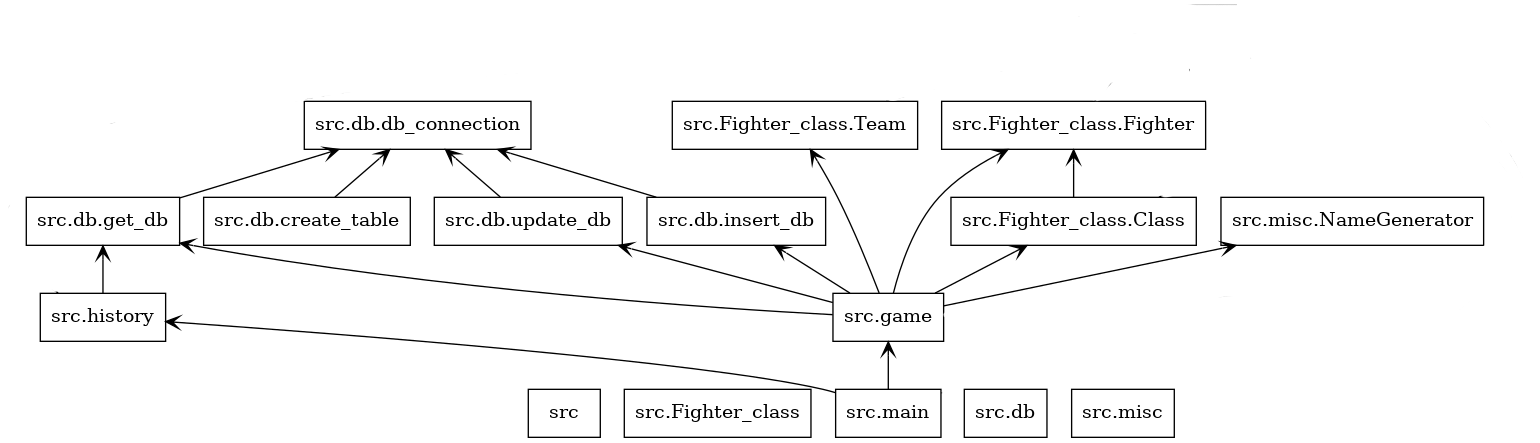 src.db.db_connection
src.Fighter_class.Team
src.Fighter_class.Fighter
src.db.get_db
src.db.create_table
src.db.update_db
src.db.insert_db
src.Fighter_class.Class
src.misc.NameGenerator
src.history
src.game
src
src.Fighter_class
src.main
src.db
src.misc